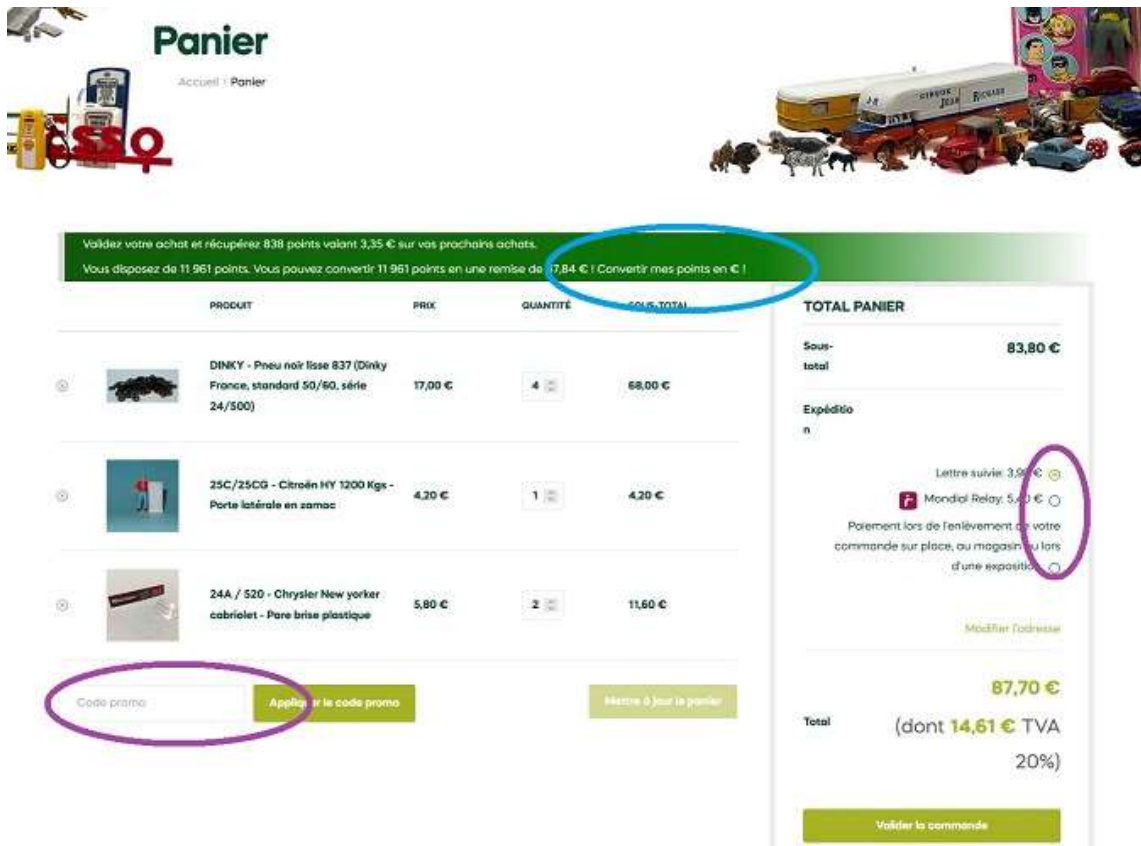 Panier
Accueil › Panier
ESSO
CIRQUE
JEAN RICHARD
J-R
Validez votre achat et récupérez 838 points valant 3,35 € sur vos prochains achats.
Vous disposez de 11 961 points. Vous pouvez convertir 11 961 points en une remise de 47,84 € ! Convertir mes points en € !
PRODUIT PRIX QUANTITÉ SOUS-TOTAL
DINKY - Pneu noir lisse 837 (Dinky
France, standard 50/60, série
24/500)
17,00 € 4 68,00 €
25C/25CG - Citroën HY 1200 Kgs -
Porte latérale en zamac
4,20 € 1 4,20 €
24A / 520 - Chrysler New yorker
cabriolet - Pare brise plastique
5,80 € 2 11,60 €
Code promo Appliquer le code promo Mettre à jour le panier
TOTAL PANIER
Sous-
total
83,80 €
Expéditio
n
Lettre suivie: 3,90 €
Mondial Relay: 5,40 €
Paiement lors de l'enlèvement de votre
commande sur place, au magasin ou lors
d'une exposition
Modifier l'adresse
Total
87,70 €
(dont 14,61 € TVA
20%)
Valider la commande